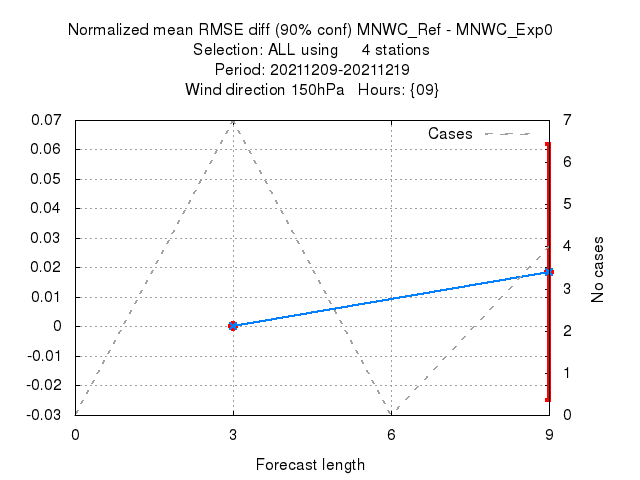 Normalized mean RMSE diff (90% conf) MNWC_Ref - MNWC_Exp0
Selection: ALL using 4 stations
Period: 20211209-20211219
Wind direction 150hPa Hours: {09}
Cases
0.07
0.06
0.05
0.04
0.03
0.02
0.01
0
-0.01
-0.02
-0.03
7
6
5
4
3
2
1
0
No cases
0 3 6 9
Forecast length